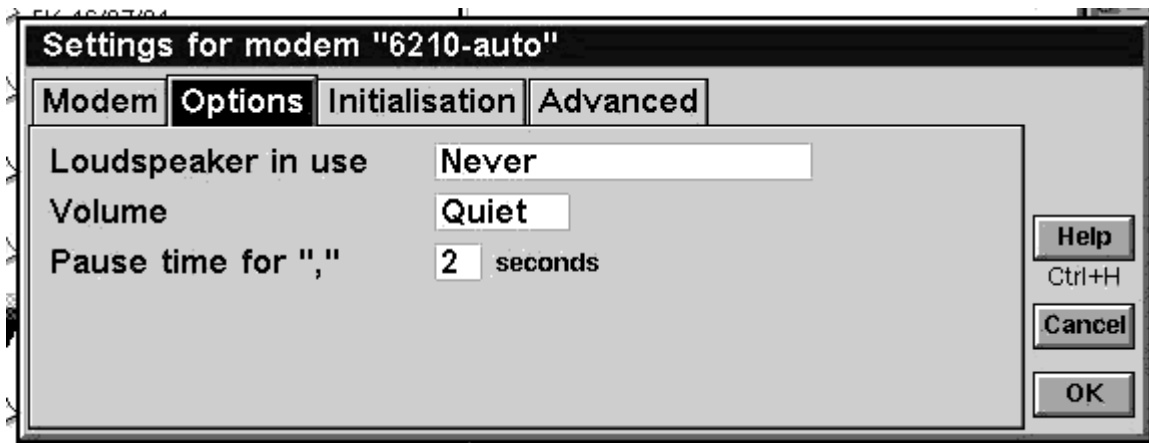 Settings for modem "6210-auto"
Modem Options Initialisation Advanced
Loudspeaker in use Never
Volume Quiet
Pause time for "," 2 seconds
Help
Ctrl+H
Cancel
OK